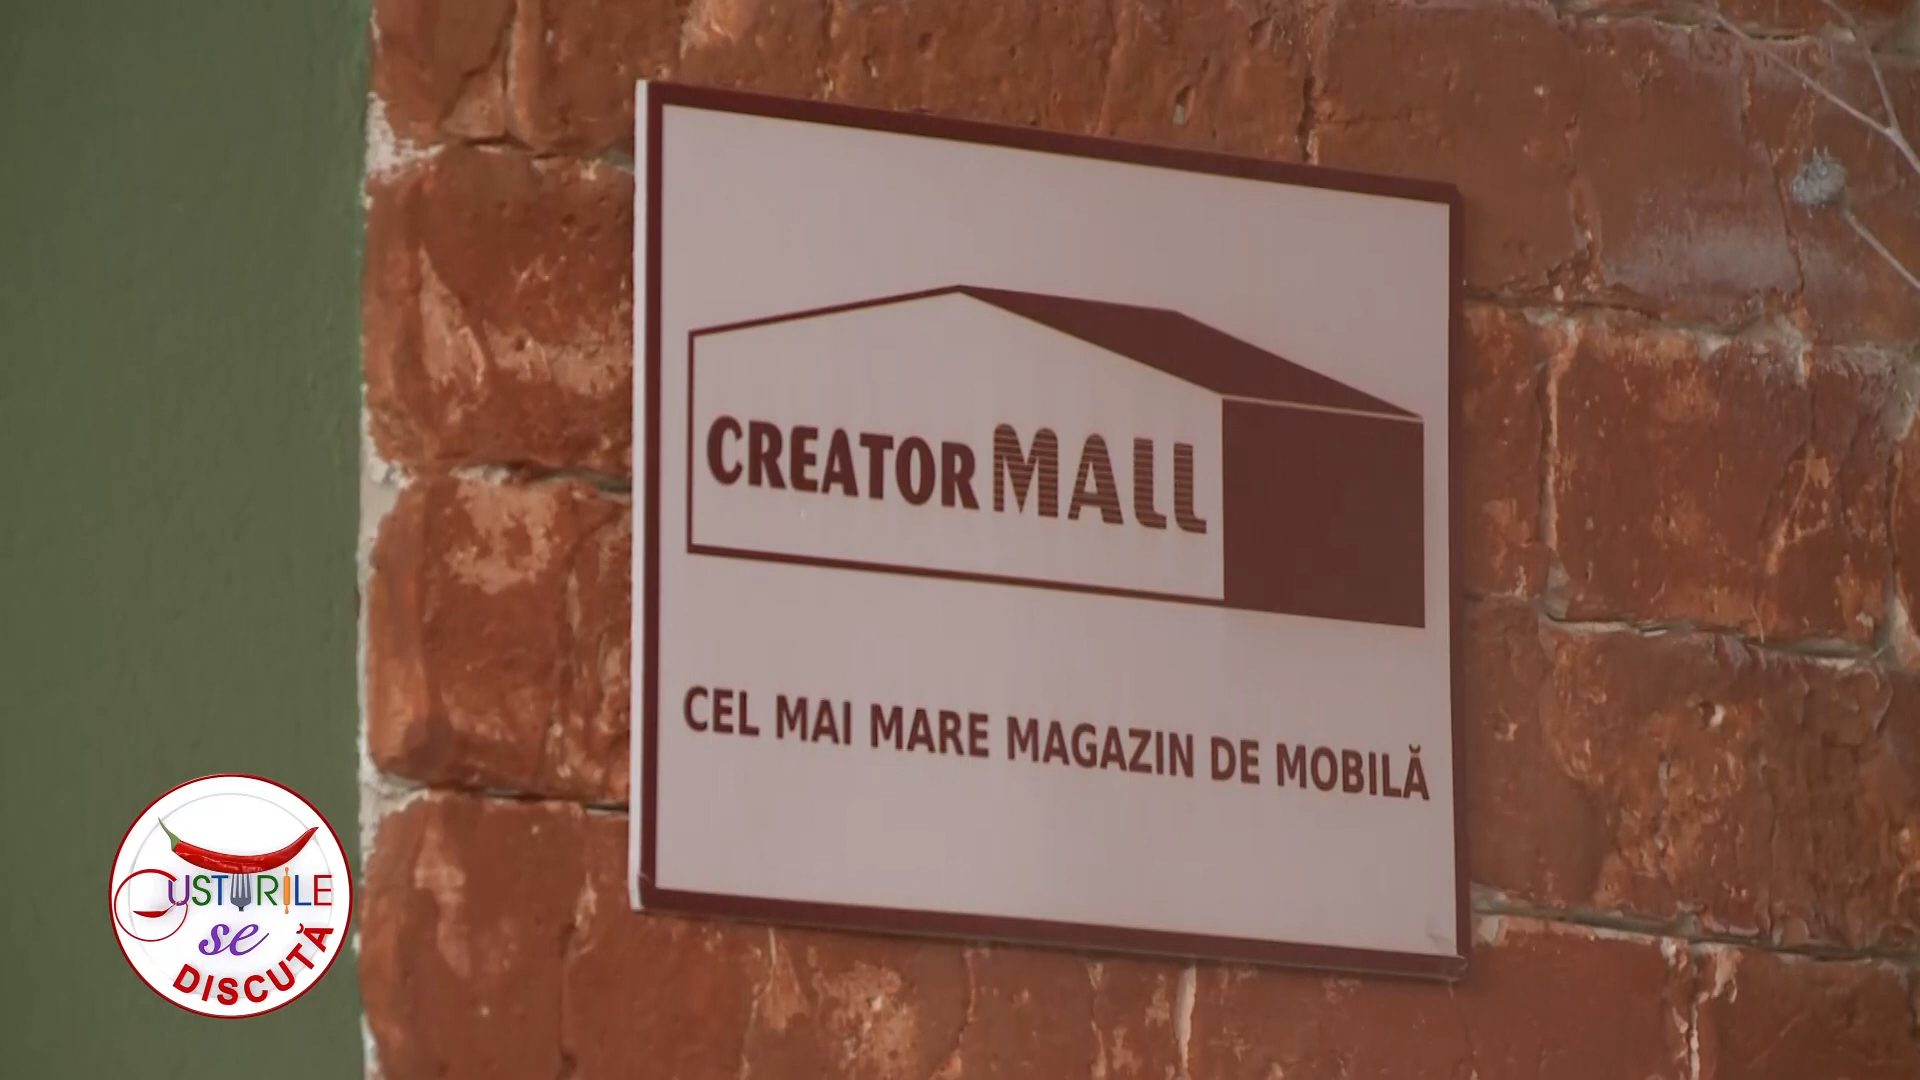 CREATOR MALL
CEL MAI MARE MAGAZIN DE MOBILĂ
GUSTURILE
se
DISCUTĂ